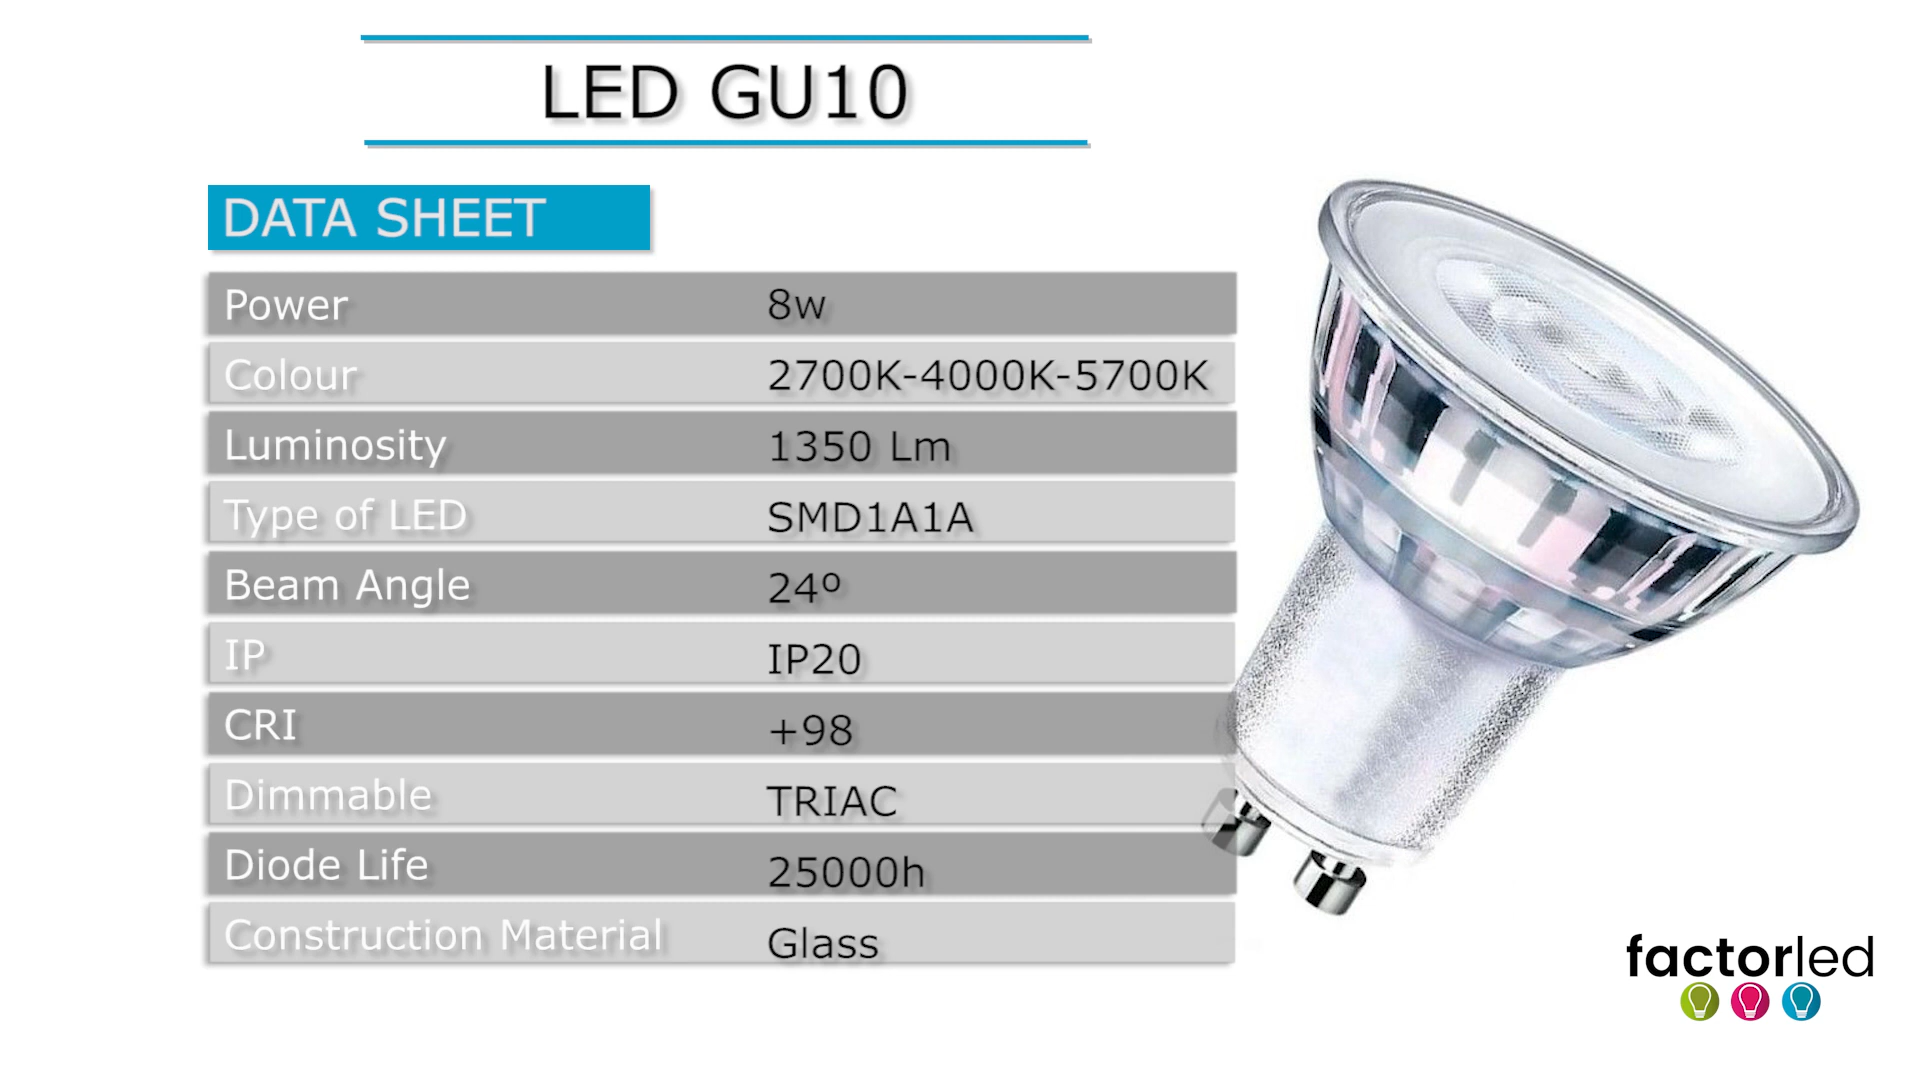 LED GU10
DATA SHEET
Power 8w
Colour 2700K-4000K-5700K
Luminosity 1350 Lm
Type of LED SMD1A1A
Beam Angle 24º
IP IP20
CRI +98
Dimmable TRIAC
Diode Life 25000h
Construction Material Glass
factorled